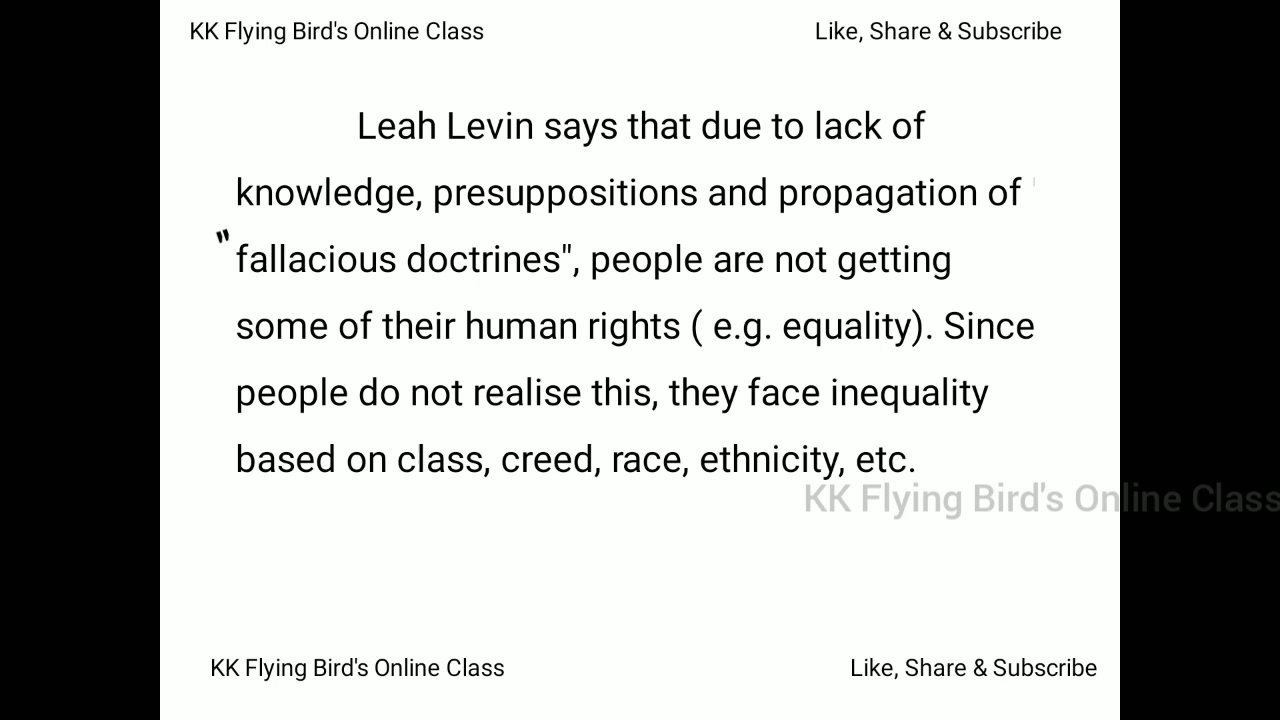 KK Flying Bird's Online Class
Like, Share & Subscribe
Leah Levin says that due to lack of
knowledge, presuppositions and propagation of
"fallacious doctrines", people are not getting
some of their human rights ( e.g. equality). Since
people do not realise this, they face inequality
based on class, creed, race, ethnicity, etc.
KK Flying Bird's Online Class
KK Flying Bird's Online Class
Like, Share & Subscribe